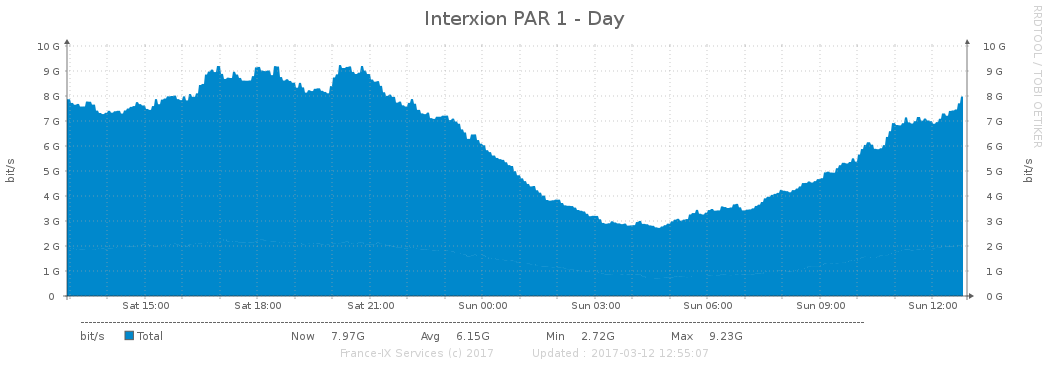 Interxion PAR 1 - Day
RRDTOOL / TOBI OETIKER
10 G 10 G
9 G 9 G
8 G 8 G
7 G 7 G
6 G 6 G
5 G 5 G
4 G 4 G
3 G 3 G
2 G 2 G
1 G 1 G
0 0 G
bit/s bit/s
Sat 15:00 Sat 18:00 Sat 21:00 Sun 00:00 Sun 03:00 Sun 06:00 Sun 09:00 Sun 12:00
bit/s Total Now 7.97G Avg 6.15G Min 2.72G Max 9.23G
France-IX Services (c) 2017 Updated : 2017-03-12 12:55:07